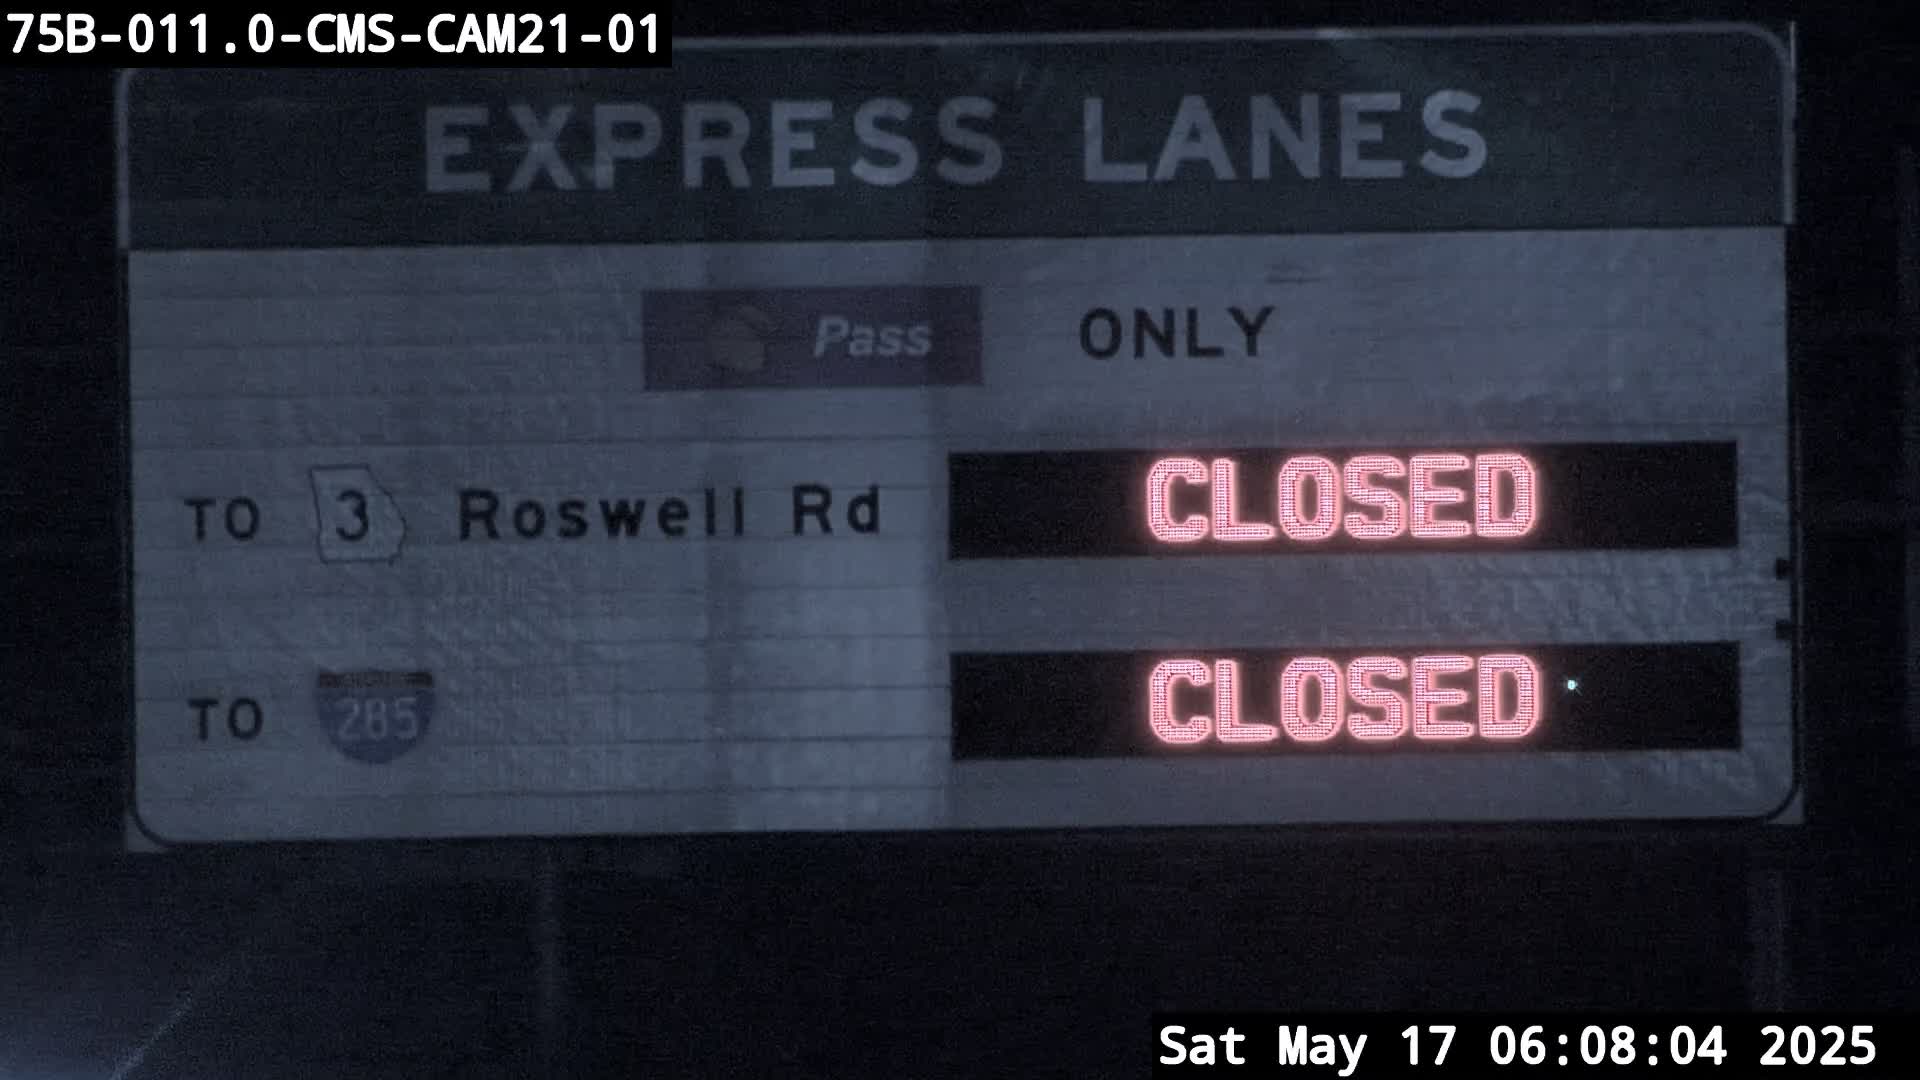 75B-011.0-CMS-CAM21-01
EXPRESS LANES
Pass ONLY
TO 3 Roswell Rd CLOSED
TO 285 CLOSED
Sat May 17 06:08:04 2025